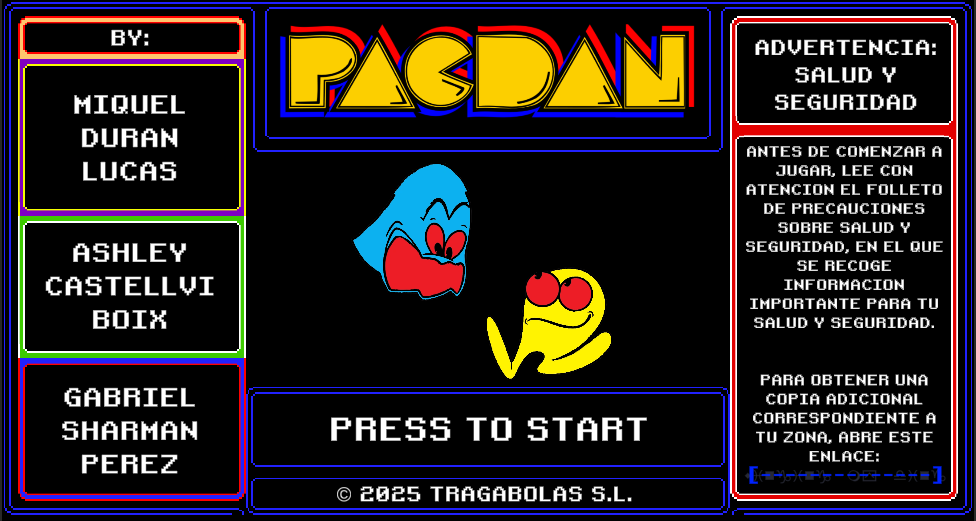 BY:
MIQUEL
DURAN
LUCAS
ASHLEY
CASTELLVI
BOIX
GABRIEL
SHARMAN
PEREZ
PACDAN
PRESS TO START
© 2025 TRAGABOLAS S.L.
ADVERTENCIA:
SALUD Y
SEGURIDAD
ANTES DE COMENZAR A
JUGAR, LEE CON
ATENCION EL FOLLETO
DE PRECAUCIONES
SOBRE SALUD Y
SEGURIDAD, EN EL QUE
SE RECOGE
INFORMACION
IMPORTANTE PARA TU
SALUD Y SEGURIDAD.
PARA OBTENER UNA
COPIA ADICIONAL
CORRESPONDIENTE A
TU ZONA, ABRE ESTE
ENLACE: